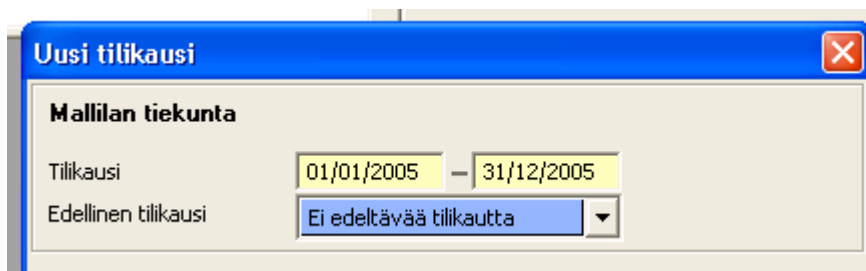 Uusi tilikausi
Mallilan tiekunta
Tilikausi 01/01/2005 – 31/12/2005
Edellinen tilikausi Ei edeltävää tilikautta